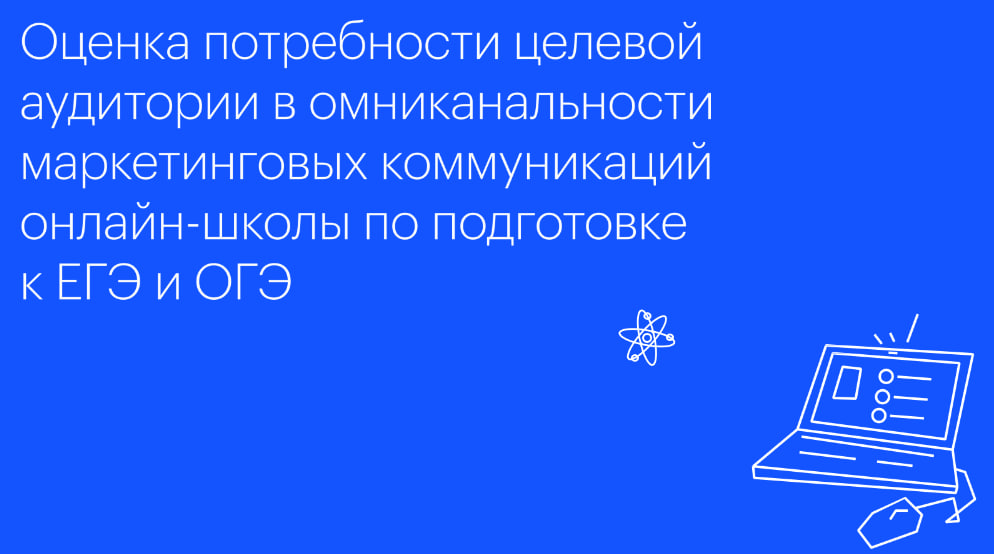 Оценка потребности целевой
аудитории в омниканальности
маркетинговых коммуникаций
онлайн-школы по подготовке
к ЕГЭ и ОГЭ